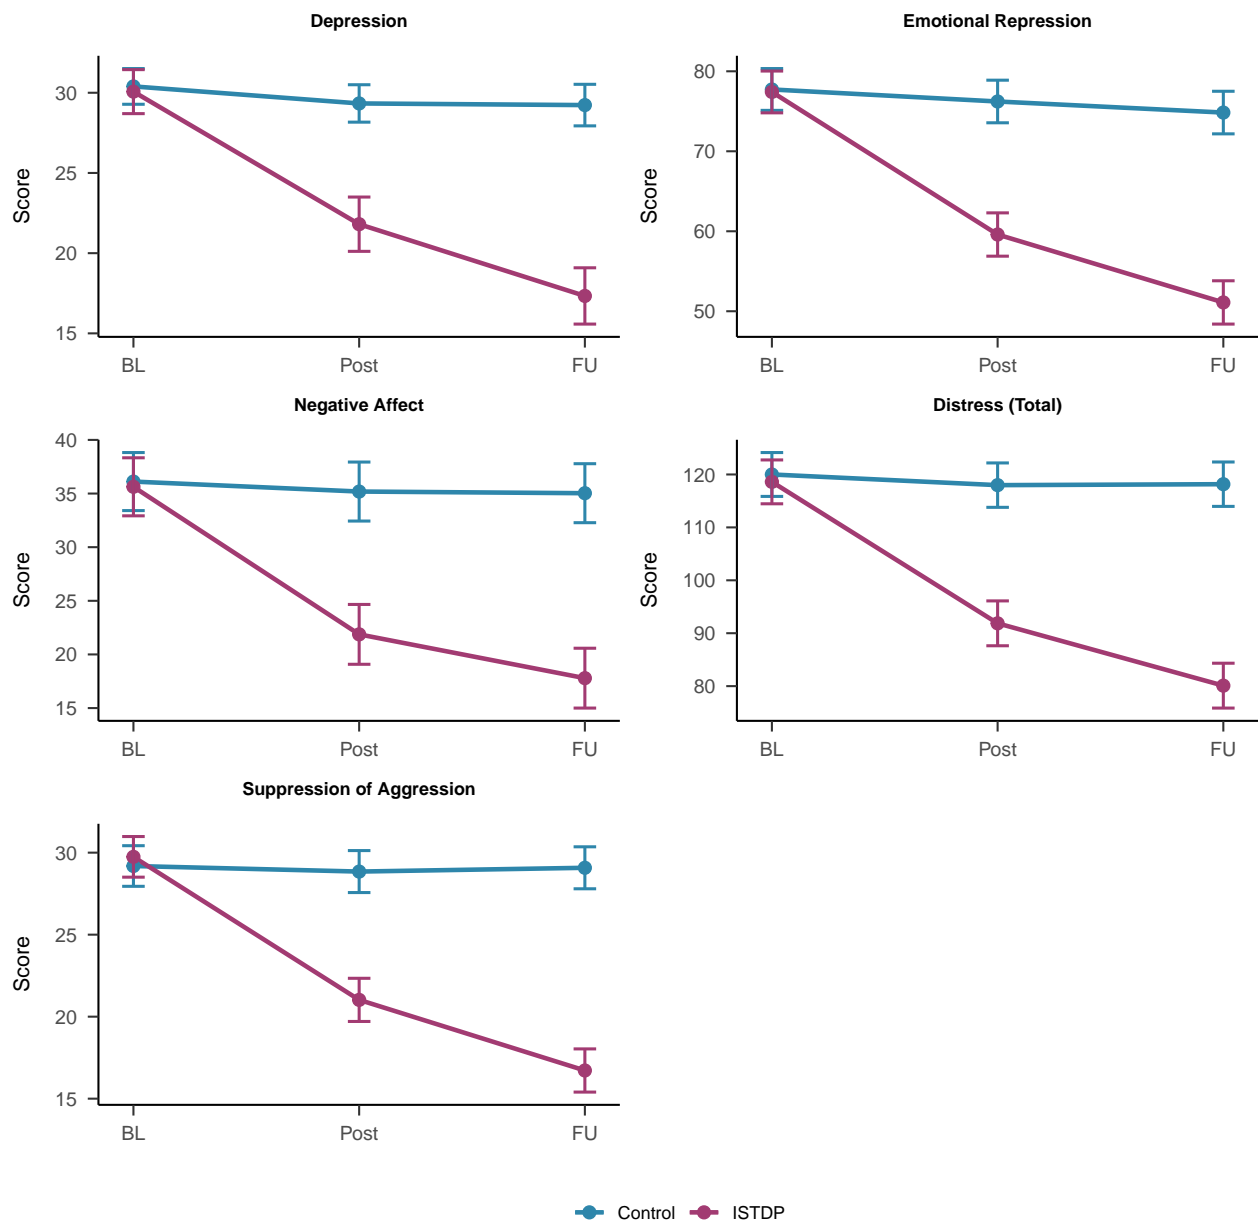 Depression
Score
30
25
20
15
BL Post FU
Emotional Repression
Score
80
70
60
50
BL Post FU
Negative Affect
Score
40
35
30
25
20
15
BL Post FU
Distress (Total)
Score
120
110
100
90
80
BL Post FU
Suppression of Aggression
Score
30
25
20
15
BL Post FU
Control ISTDP